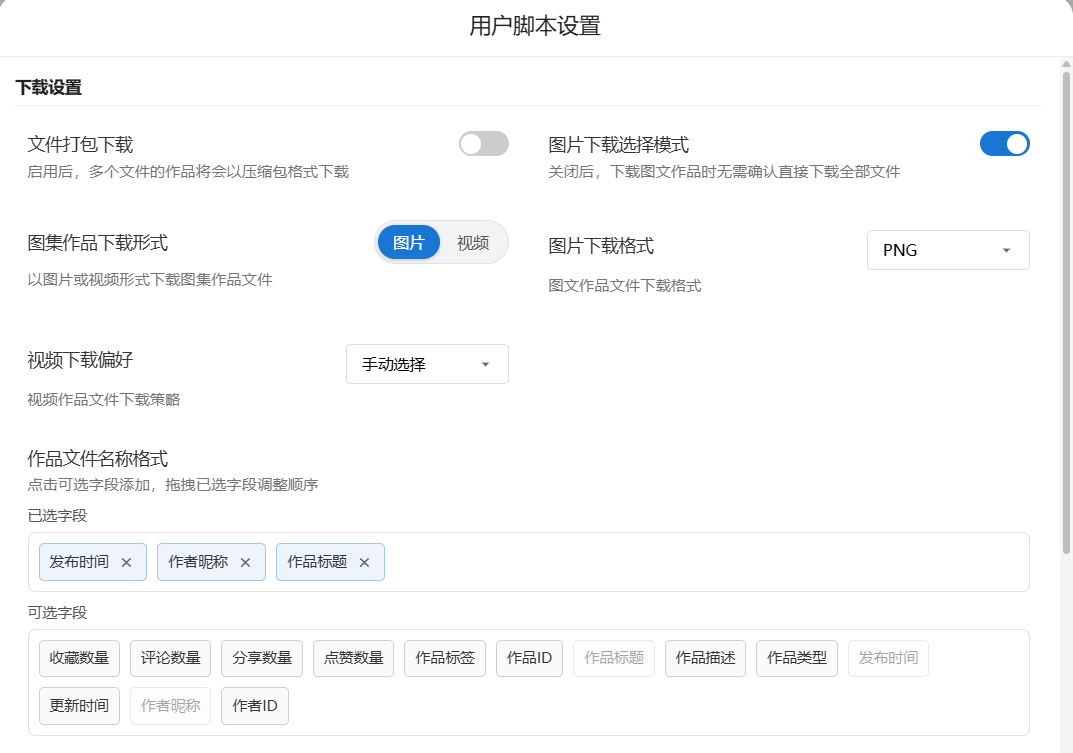 用户脚本设置
下载设置
文件打包下载
启用后，多个文件的作品将会以压缩包格式下载
图片下载选择模式
关闭后，下载图文作品时无需确认直接下载全部文件
图集作品下载形式
图片 视频
以图片或视频形式下载图集作品文件
图片下载格式
PNG
图文作品文件下载格式
视频下载偏好
手动选择
视频作品文件下载策略
作品文件名称格式
点击可选字段添加，拖拽已选字段调整顺序
已选字段
发布时间 × 作者昵称 × 作品标题 ×
可选字段
收藏数量 评论数量 分享数量 点赞数量 作品标签 作品ID 作品标题 作品描述 作品类型 发布时间
更新时间 作者昵称 作者ID